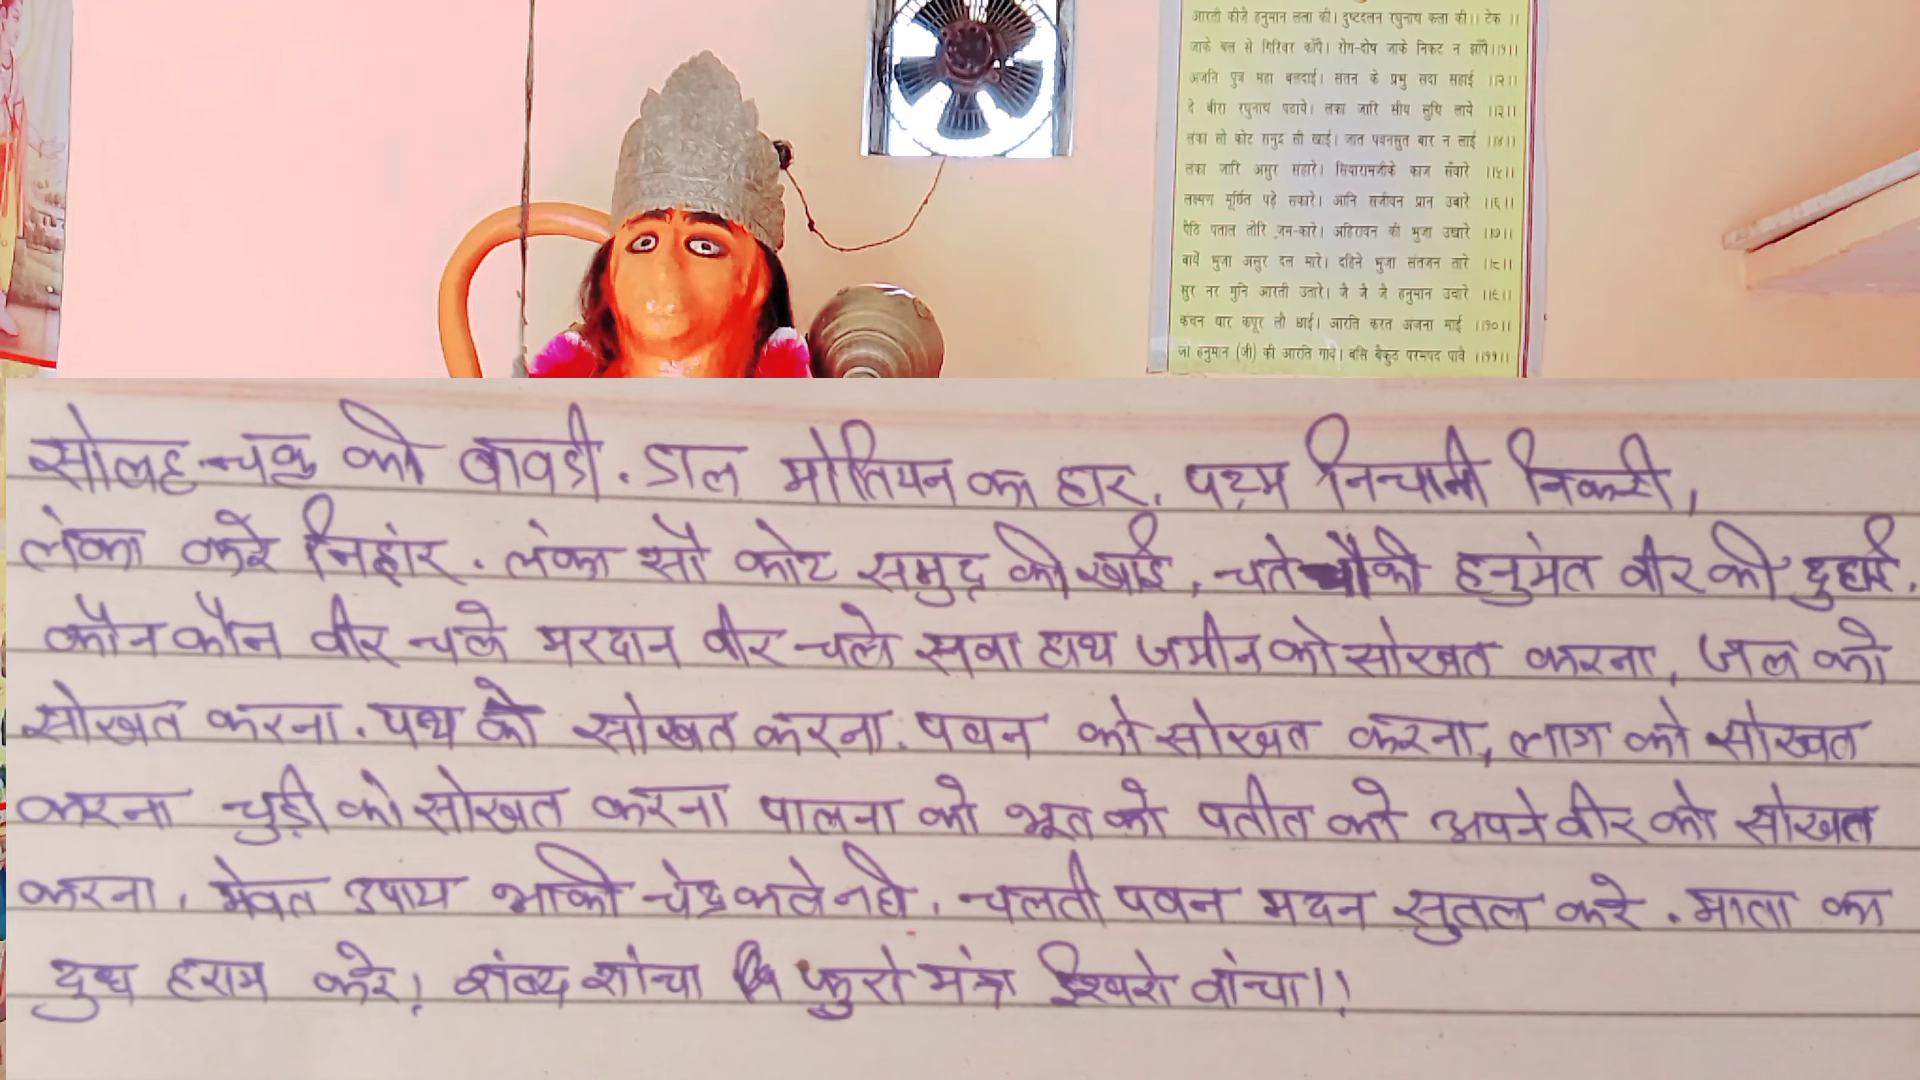 आरती कीजै हनुमान लला की। दुष्टदलन रघुनाथ कला की।। टेक ।।
जाके बल से गिरिवर काँपै। रोग-दोष जाके निकट न झाँपै।।१।।
अंजनि पुत्र महा बलदाई। संतन के प्रभु सदा सहाई ।।२।।
दे बीरा रघुनाथ पठाये। लंका जारि सीय सुधि लाये ।।३।।
लंका सो कोट समुद्र सी खाई। जात पवनसुत बार न लाई ।।४।।
लंका जारि असुर संहारे। सियारामजीके काज सँवारे ।।५।।
लक्ष्मण मूर्छित पड़े सकारे। आनि सजीवन प्रान उबारे ।।६।।
पैठि पताल तोरि जम-कारे। अहिरावन की भुजा उखारे ।।७।।
बायें भुजा असुर दल मारे। दहिने भुजा संतजन तारे ।।८।।
सुर नर मुनि आरती उतारे। जै जै जै हनुमान उचारे ।।९।।
कंचन थार कपूर लौ छाई। आरति करत अंजना माई ।।१०।।
जो हनुमान (जी) की आरति गावै। बसि बैकुंठ परमपद पावै ।।११।।
सोलह चक्र की बावडी. डाल मोतियन का हार. पद्म निचानी निकरी,
लंका करे निहार. लंका सौ कोट समुद्र की खाई, चले चौकी हनुमंत वीर की दुहाई.
कौन कौन वीर चले मरदान वीर चले सवा हाथ जमीन को सोखत करना, जल को
सोखत करना. पथ को सोखत करना. पवन को सोखत करना, लाग को सोखत
करना चुड़ी को सोखत करना पालना को भूत को पतीत को अपने वीर को सोखत
करना. मेवत उपाय भाकी चंद्र कले नही. चलती पवन मदन सुतल करे. माता का
दुध हराम करे. शब्द शांचा फुरो मंत्र ईश्वरो वांचा।।